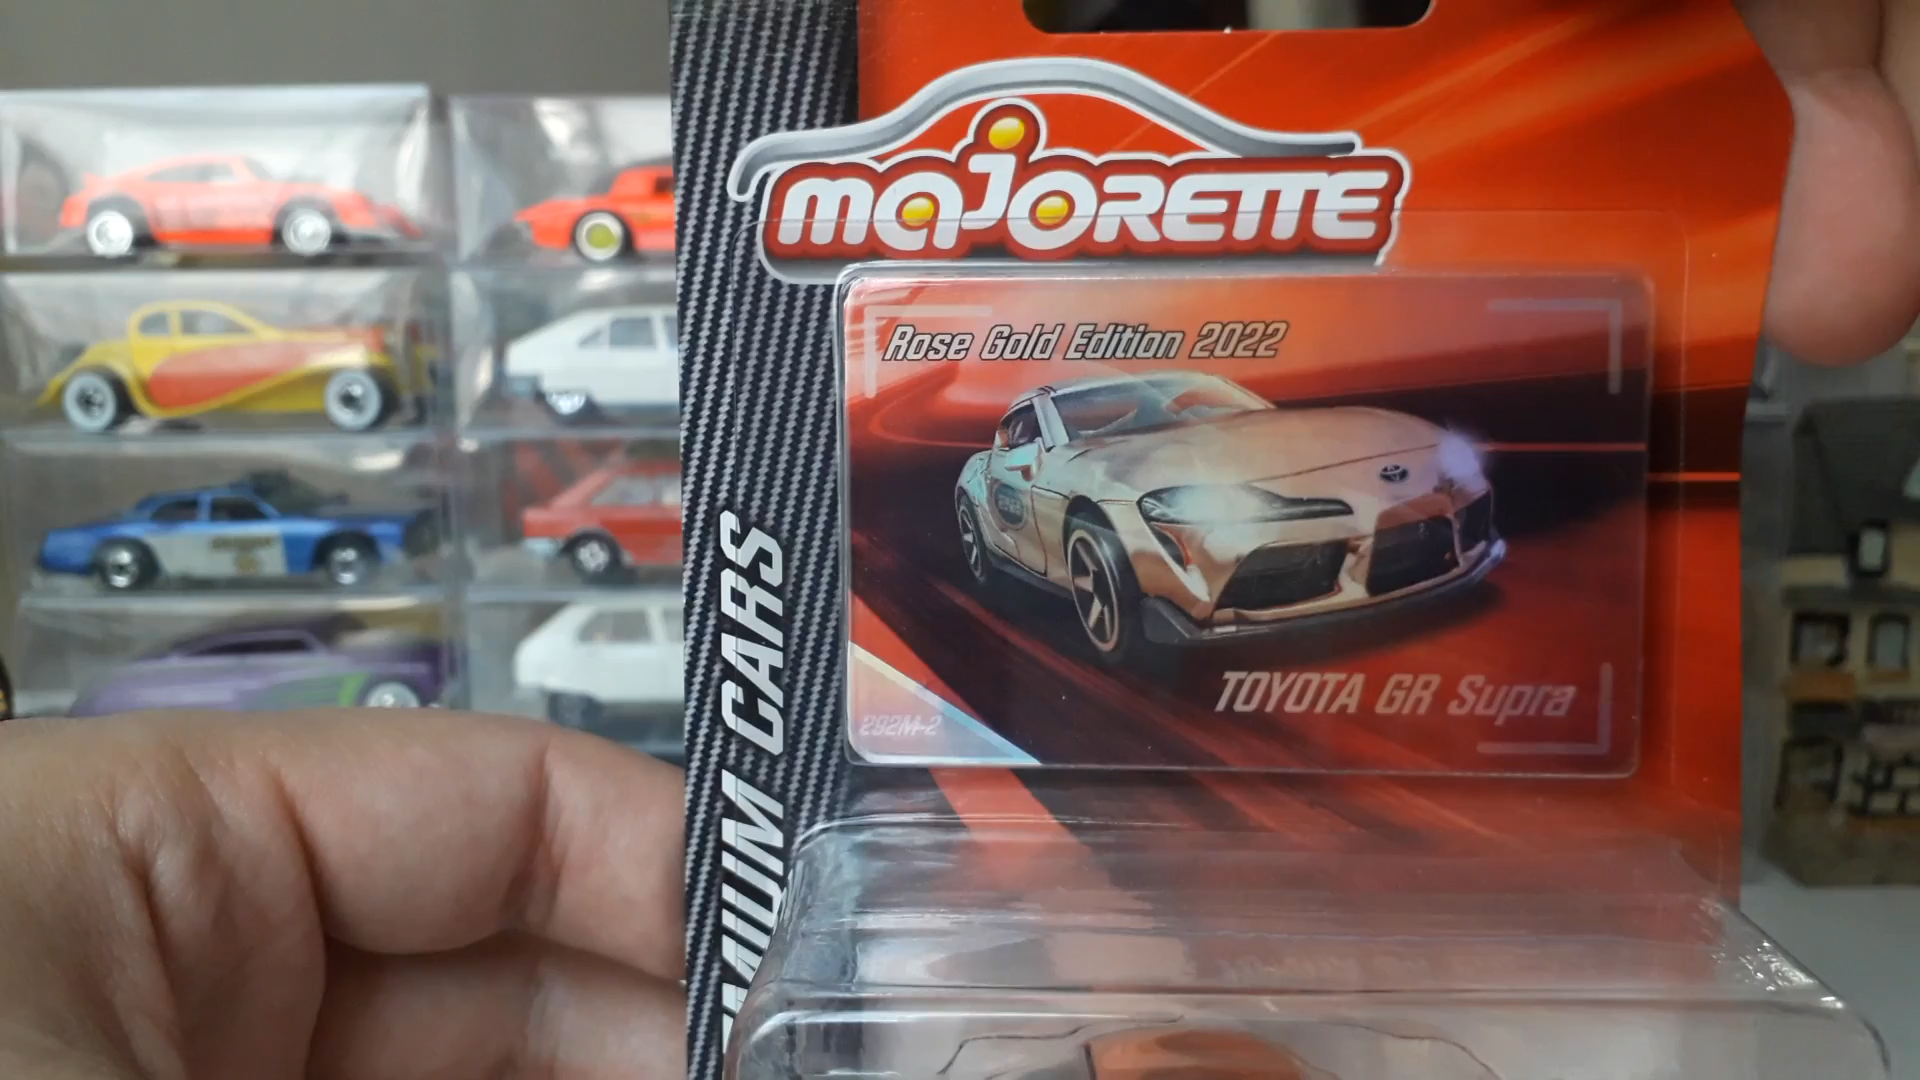 MAJORETTE
Rose Gold Edition 2022
TOYOTA GR Supra
292M-2
MIUM CARS